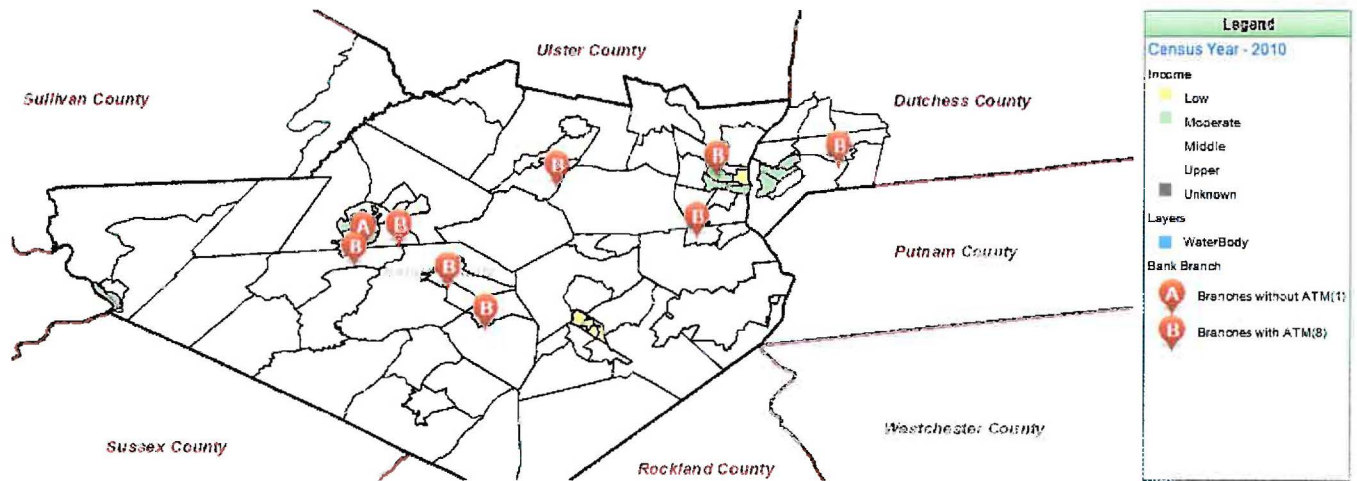 Ulster County
Sullivan County
Dutchess County
Putnam County
Westchester County
Sussex County
Rockland County
B
B
B
B
A
B
B
B
B
Legend
Census Year - 2010
Income
Low
Moderate
Middle
Upper
Unknown
Layers
WaterBody
Bank Branch
A Branches without ATM(1)
B Branches with ATM(8)